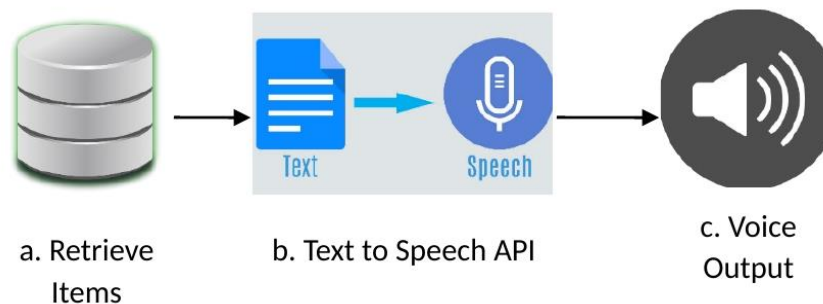 Text
Speech
a. Retrieve
Items
b. Text to Speech API
c. Voice
Output